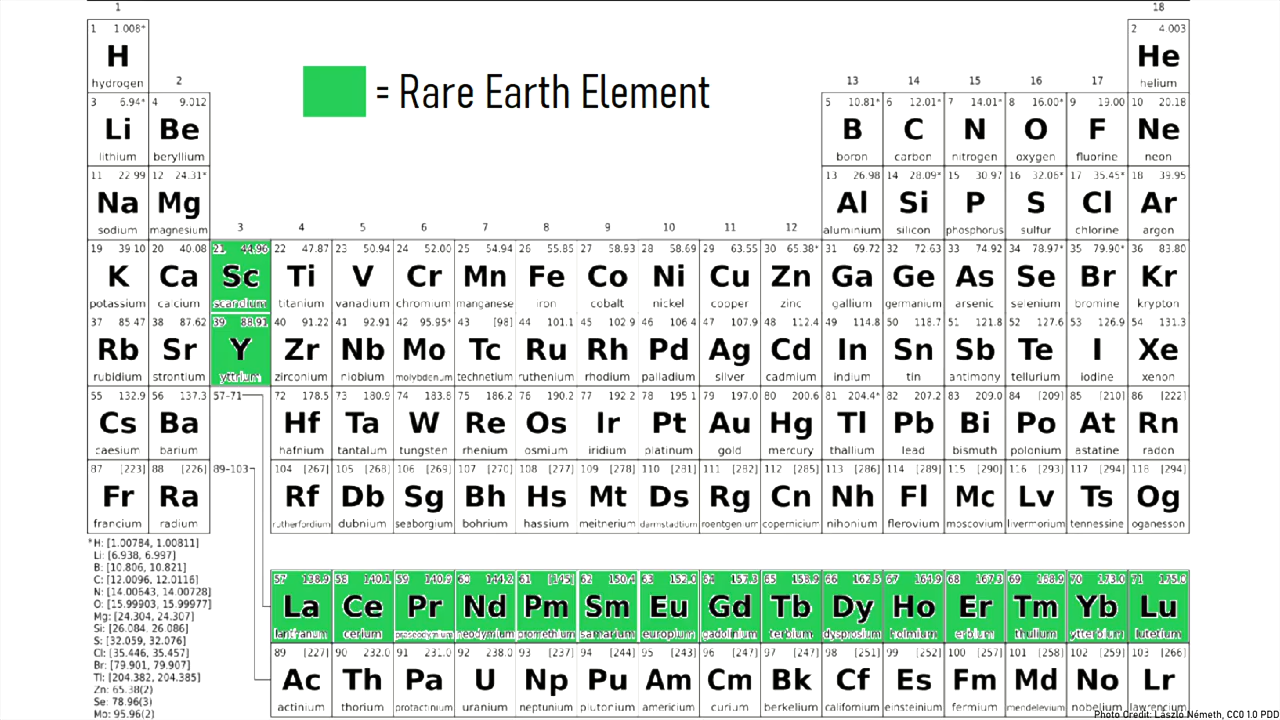 1 18
1 1.008* 2 4.003
H He
hydrogen 2 = Rare Earth Element 13 14 15 16 17 helium
3 6.94* 4 9.012 5 10.81* 6 12.01* 7 14.01* 8 16.00* 9 19.00 10 20.18
Li Be B C N O F Ne
lithium beryllium boron carbon nitrogen oxygen fluorine neon
11 22.99 12 24.31* 13 26.98 14 28.09* 15 30.97 16 32.06* 17 35.45* 18 39.95
Na Mg Al Si P S Cl Ar
sodium magnesium 3 4 5 6 7 8 9 10 11 12 aluminium silicon phosphorus sulfur chlorine argon
19 39.10 20 40.08 21 44.96 22 47.87 23 50.94 24 52.00 25 54.94 26 55.85 27 58.93 28 58.69 29 63.55 30 65.38* 31 69.72 32 72.63 33 74.92 34 78.97* 35 79.90* 36 83.80
K Ca Sc Ti V Cr Mn Fe Co Ni Cu Zn Ga Ge As Se Br Kr
potassium calcium scandium titanium vanadium chromium manganese iron cobalt nickel copper zinc gallium germanium arsenic selenium bromine krypton
37 85.47 38 87.62 39 88.91 40 91.22 41 92.91 42 95.95* 43 [98] 44 101.1 45 102.9 46 106.4 47 107.9 48 112.4 49 114.8 50 118.7 51 121.8 52 127.6 53 126.9 54 131.3
Rb Sr Y Zr Nb Mo Tc Ru Rh Pd Ag Cd In Sn Sb Te I Xe
rubidium strontium yttrium zirconium niobium molybdenum technetium ruthenium rhodium palladium silver cadmium indium tin antimony tellurium iodine xenon
55 132.9 56 137.3 57-71 72 178.5 73 180.9 74 183.8 75 186.2 76 190.2 77 192.2 78 195.1 79 197.0 80 200.6 81 204.4* 82 207.2 83 209.0 84 [209] 85 [210] 86 [222]
Cs Ba Hf Ta W Re Os Ir Pt Au Hg Tl Pb Bi Po At Rn
caesium barium hafnium tantalum tungsten rhenium osmium iridium platinum gold mercury thallium lead bismuth polonium astatine radon
87 [223] 88 [226] 89-103 104 [267] 105 [268] 106 [269] 107 [270] 108 [277] 109 [278] 110 [281] 111 [282] 112 [285] 113 [286] 114 [289] 115 [290] 116 [293] 117 [294] 118 [294]
Fr Ra Rf Db Sg Bh Hs Mt Ds Rg Cn Nh Fl Mc Lv Ts Og
francium radium rutherfordium dubnium seaborgium bohrium hassium meitnerium darmstadtium roentgenium copernicium nihonium flerovium moscovium livermorium tennessine oganesson
*H: [1.00784, 1.00811]
Li: [6.938, 6.997]
B: [10.806, 10.821]
C: [12.0096, 12.0116]
N: [14.00643, 14.00728]
O: [15.99903, 15.99977]
Mg: [24.304, 24.307]
Si: [26.084, 26.086]
S: [32.059, 32.076]
Cl: [35.446, 35.457]
Br: [79.901, 79.907]
Tl: [204.382, 204.385]
Zn: 65.38(2)
Se: 78.96(3)
Mo: 95.96(2)
57 138.9 58 140.1 59 140.9 60 144.2 61 [145] 62 150.4 63 152.0 64 157.3 65 158.9 66 162.5 67 164.9 68 167.3 69 168.9 70 173.0 71 175.0
La Ce Pr Nd Pm Sm Eu Gd Tb Dy Ho Er Tm Yb Lu
lanthanum cerium praseodymium neodymium promethium samarium europium gadolinium terbium dysprosium holmium erbium thulium ytterbium lutetium
89 [227] 90 232.0 91 231.0 92 238.0 93 [237] 94 [244] 95 [243] 96 [247] 97 [247] 98 [251] 99 [252] 100 [257] 101 [258] 102 [259] 103 [266]
Ac Th Pa U Np Pu Am Cm Bk Cf Es Fm Md No Lr
actinium thorium protactinium uranium neptunium plutonium americium curium berkelium californium einsteinium fermium mendelevium nobelium lawrencium
Photo Credit: László Németh, CC0 1.0 PDD